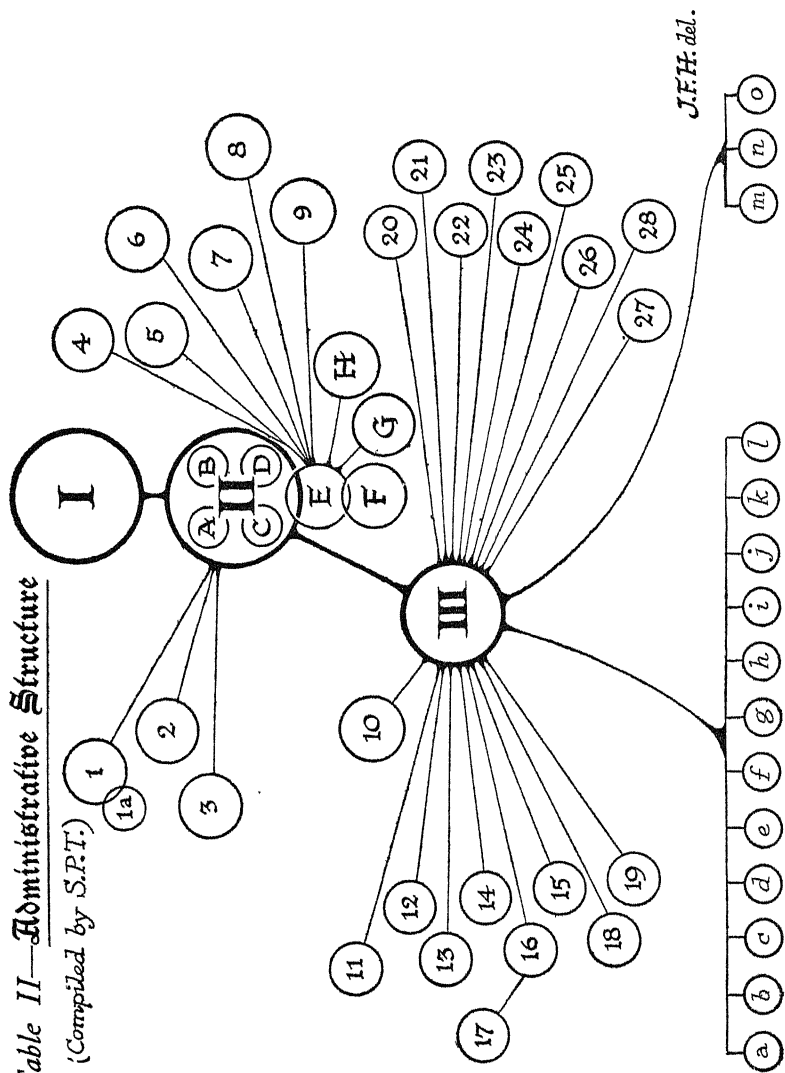 Table II—Administrative Structure
(Compiled by S.P.T.)
I
II
A
B
C
D
E
F
G
H
1
1a
2
3
4
5
6
7
8
9
III
10
11
12
13
14
15
16
17
18
19
20
21
22
23
24
25
26
27
28
a b c d e f g h i j k l
m n o
J.F.H. del.